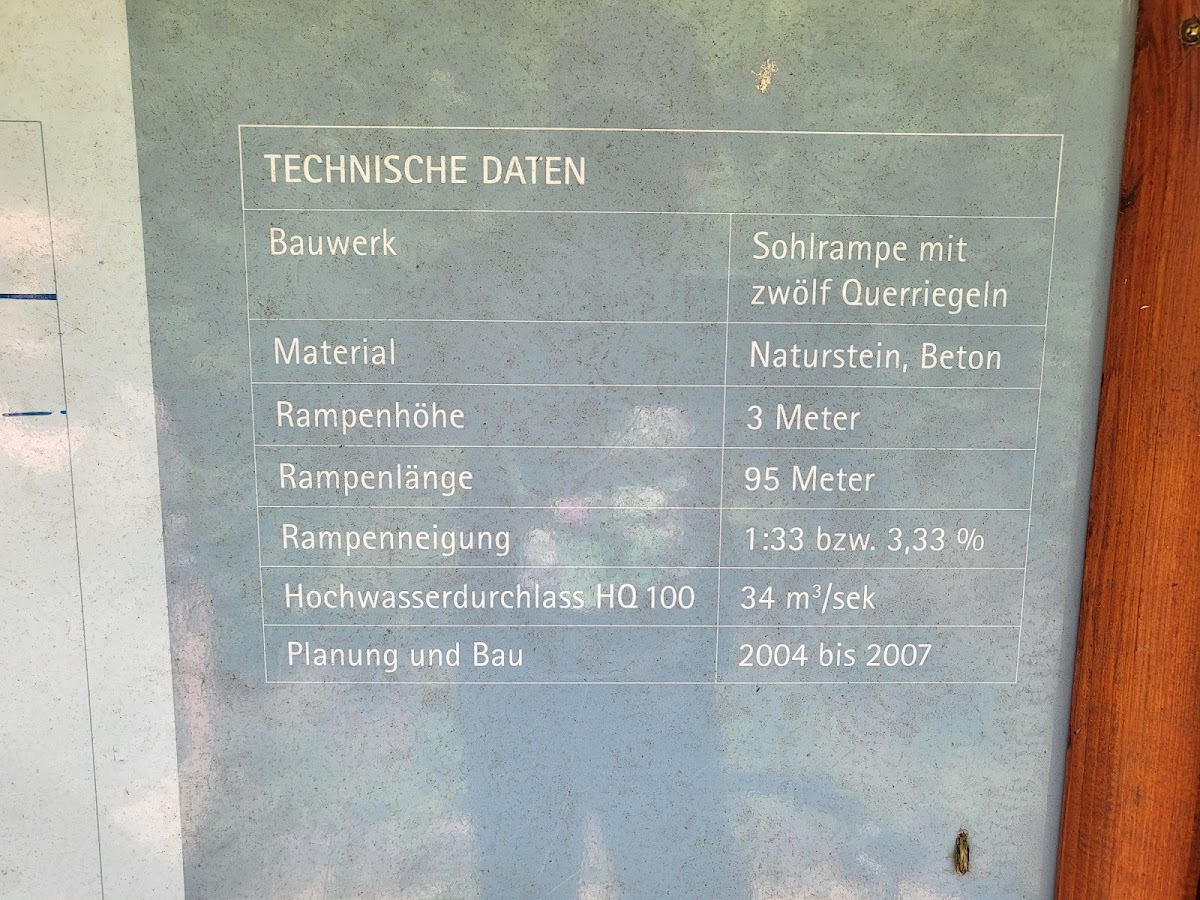 TECHNISCHE DATEN
Bauwerk
Sohlrampe mit
zwölf Querriegeln
Material
Naturstein, Beton
Rampenhöhe
3 Meter
Rampenlänge
95 Meter
Rampenneigung
1:33 bzw. 3,33 %
Hochwasserdurchlass HQ 100
34 m³/sek
Planung und Bau
2004 bis 2007